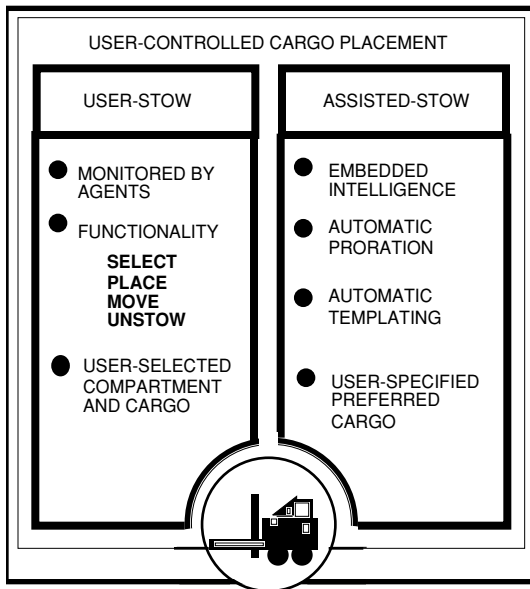 USER-CONTROLLED CARGO PLACEMENT
USER-STOW
MONITORED BY
AGENTS
FUNCTIONALITY
SELECT
PLACE
MOVE
UNSTOW
USER-SELECTED
COMPARTMENT
AND CARGO
ASSISTED-STOW
EMBEDDED
INTELLIGENCE
AUTOMATIC
PRORATION
AUTOMATIC
TEMPLATING
USER-SPECIFIED
PREFERRED
CARGO